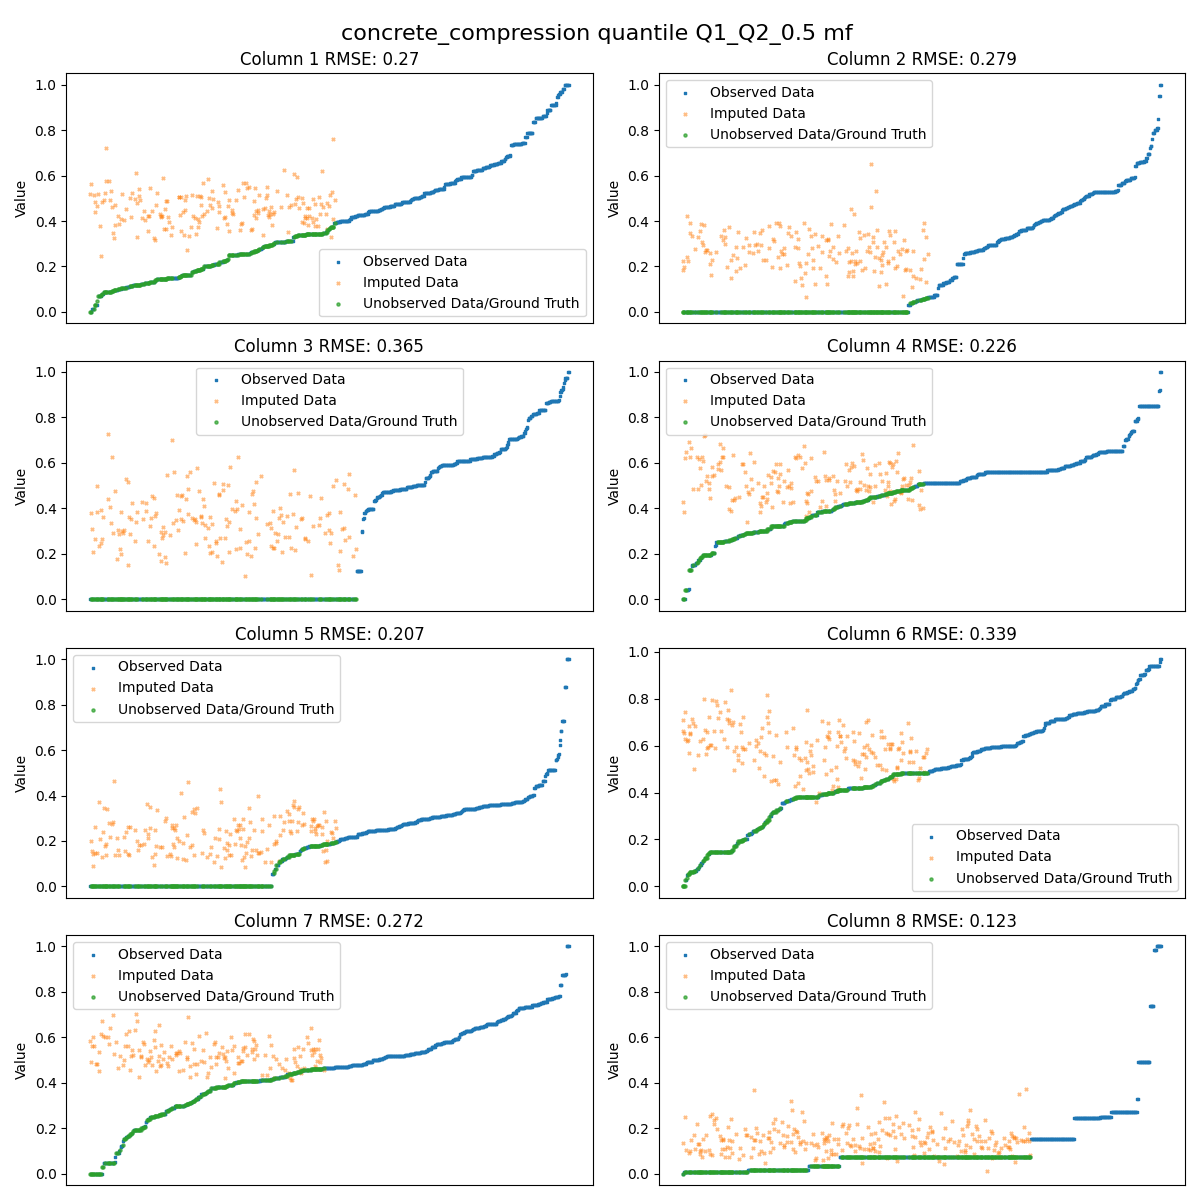 concrete_compression quantile Q1_Q2_0.5 mf
Column 1 RMSE: 0.27
1.0
0.8
0.6
0.4
0.2
0.0
Value
Observed Data
Imputed Data
Unobserved Data/Ground Truth
Column 2 RMSE: 0.279
1.0
0.8
0.6
0.4
0.2
0.0
Value
Observed Data
Imputed Data
Unobserved Data/Ground Truth
Column 3 RMSE: 0.365
1.0
0.8
0.6
0.4
0.2
0.0
Value
Observed Data
Imputed Data
Unobserved Data/Ground Truth
Column 4 RMSE: 0.226
1.0
0.8
0.6
0.4
0.2
0.0
Value
Observed Data
Imputed Data
Unobserved Data/Ground Truth
Column 5 RMSE: 0.207
1.0
0.8
0.6
0.4
0.2
0.0
Value
Observed Data
Imputed Data
Unobserved Data/Ground Truth
Column 6 RMSE: 0.339
1.0
0.8
0.6
0.4
0.2
0.0
Value
Observed Data
Imputed Data
Unobserved Data/Ground Truth
Column 7 RMSE: 0.272
1.0
0.8
0.6
0.4
0.2
0.0
Value
Observed Data
Imputed Data
Unobserved Data/Ground Truth
Column 8 RMSE: 0.123
1.0
0.8
0.6
0.4
0.2
0.0
Value
Observed Data
Imputed Data
Unobserved Data/Ground Truth